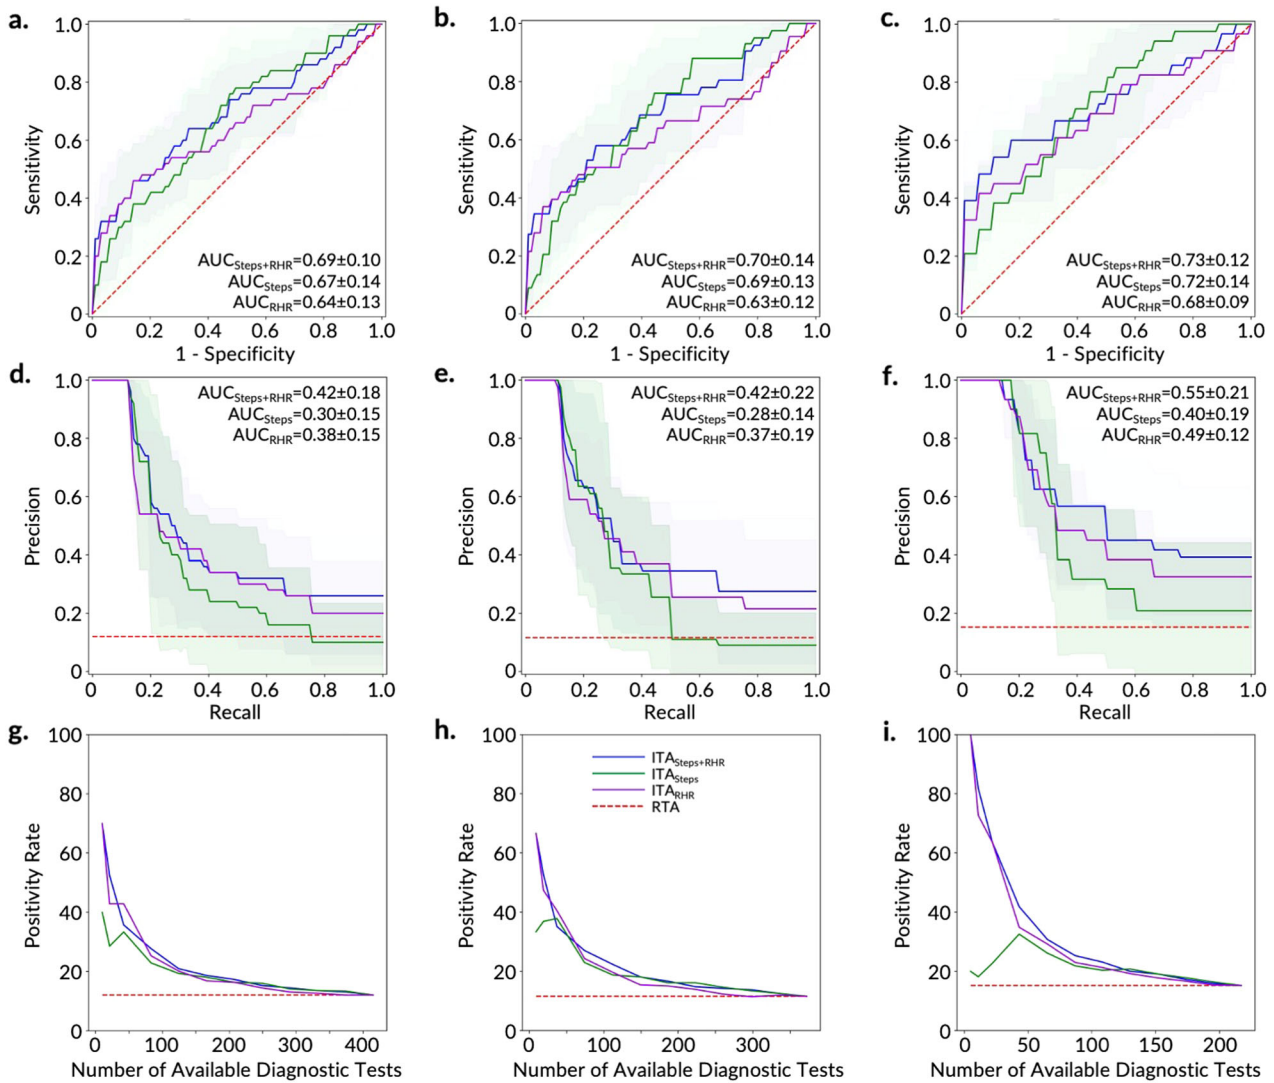 a.
1.0
0.8
0.6
0.4
0.2
0
Sensitivity
AUCSteps+RHR=0.69±0.10
AUCSteps=0.67±0.14
AUCRHR=0.64±0.13
0 0.2 0.4 0.6 0.8 1.0
1 - Specificity
b.
1.0
0.8
0.6
0.4
0.2
0
Sensitivity
AUCSteps+RHR=0.70±0.14
AUCSteps=0.69±0.13
AUCRHR=0.63±0.12
0 0.2 0.4 0.6 0.8 1.0
1 - Specificity
c.
1.0
0.8
0.6
0.4
0.2
0
Sensitivity
AUCSteps+RHR=0.73±0.12
AUCSteps=0.72±0.14
AUCRHR=0.68±0.09
0 0.2 0.4 0.6 0.8 1.0
1 - Specificity
d.
1.0
0.8
0.6
0.4
0.2
0
Precision
AUCSteps+RHR=0.42±0.18
AUCSteps=0.30±0.15
AUCRHR=0.38±0.15
0 0.2 0.4 0.6 0.8 1.0
Recall
e.
1.0
0.8
0.6
0.4
0.2
0
Precision
AUCSteps+RHR=0.42±0.22
AUCSteps=0.28±0.14
AUCRHR=0.37±0.19
0 0.2 0.4 0.6 0.8 1.0
Recall
f.
1.0
0.8
0.6
0.4
0.2
0
Precision
AUCSteps+RHR=0.55±0.21
AUCSteps=0.40±0.19
AUCRHR=0.49±0.12
0 0.2 0.4 0.6 0.8 1.0
Recall
g.
100
80
60
40
20
0
Positivity Rate
0 100 200 300 400
Number of Available Diagnostic Tests
h.
100
80
60
40
20
0
Positivity Rate
ITASteps+RHR
ITASteps
ITARHR
RTA
0 100 200 300
Number of Available Diagnostic Tests
i.
100
80
60
40
20
0
Positivity Rate
0 50 100 150 200
Number of Available Diagnostic Tests